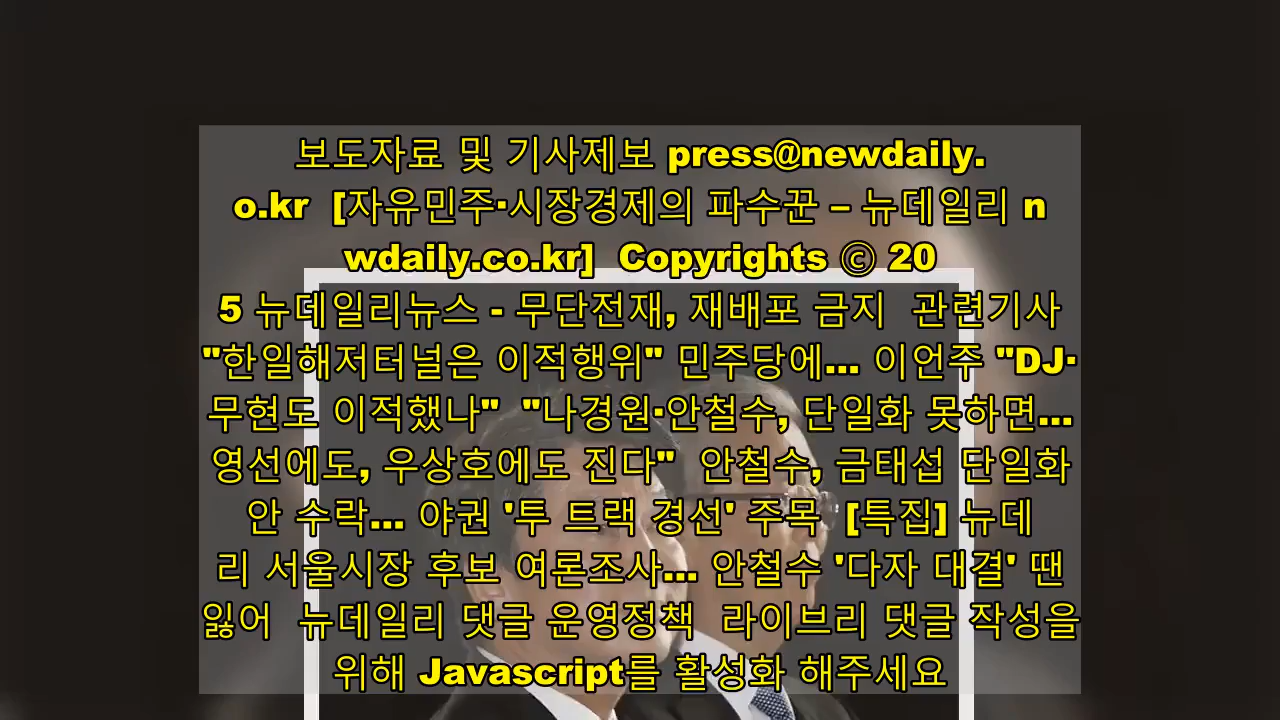 보도자료 및 기사제보 press@newdaily.
o.kr [자유민주·시장경제의 파수꾼 – 뉴데일리 n
wdaily.co.kr] Copyrights ⓒ 20
5 뉴데일리뉴스 - 무단전재, 재배포 금지 관련기사
"한일해저터널은 이적행위" 민주당에... 이언주 "DJ·
무현도 이적했나" "나경원·안철수, 단일화 못하면...
영선에도, 우상호에도 진다" 안철수, 금태섭 단일화
안 수락... 야권 '투 트랙 경선' 주목 [특집] 뉴데
리 서울시장 후보 여론조사... 안철수 '다자 대결' 땐
잃어 뉴데일리 댓글 운영정책 라이브리 댓글 작성을
위해 Javascript를 활성화 해주세요